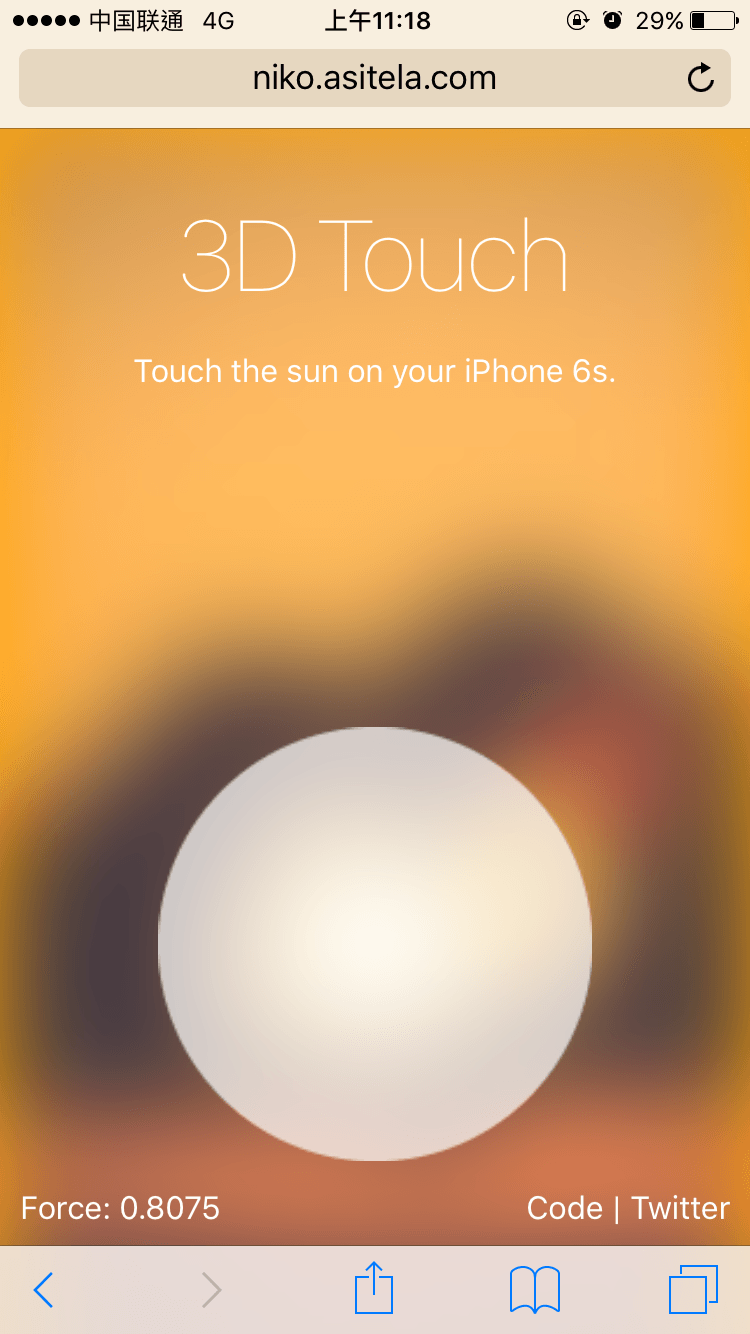 中国联通 4G 上午11:18 29%
niko.asitela.com
3D Touch
Touch the sun on your iPhone 6s.
Force: 0.8075 Code | Twitter